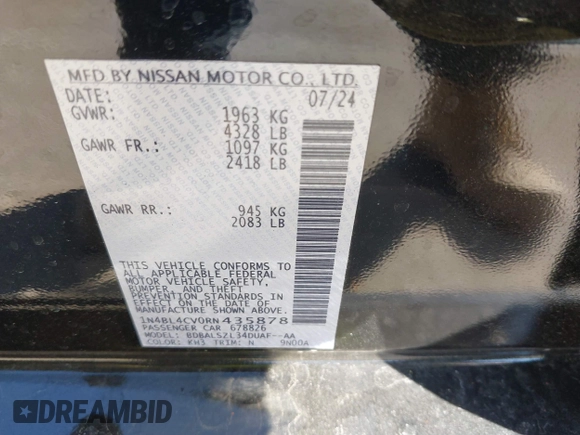 MFD BY NISSAN MOTOR CO., LTD.
DATE: 07/24
GVWR: 1963 KG
4328 LB
GAWR FR.: 1097 KG
2418 LB
GAWR RR.: 945 KG
2083 LB
THIS VEHICLE CONFORMS TO
ALL APPLICABLE FEDERAL
MOTOR VEHICLE SAFETY,
BUMPER, AND THEFT
PREVENTION STANDARDS
IN EFFECT ON THE DATE OF
MANUFACTURE SHOWN ABOVE.
1N4BL4CV0RN435878
PASSENGER CAR 678826
MODEL: BDBALSZL34DUAF--AA
COLOR: KH3 TRIM: N 9N00A
DREAMBID